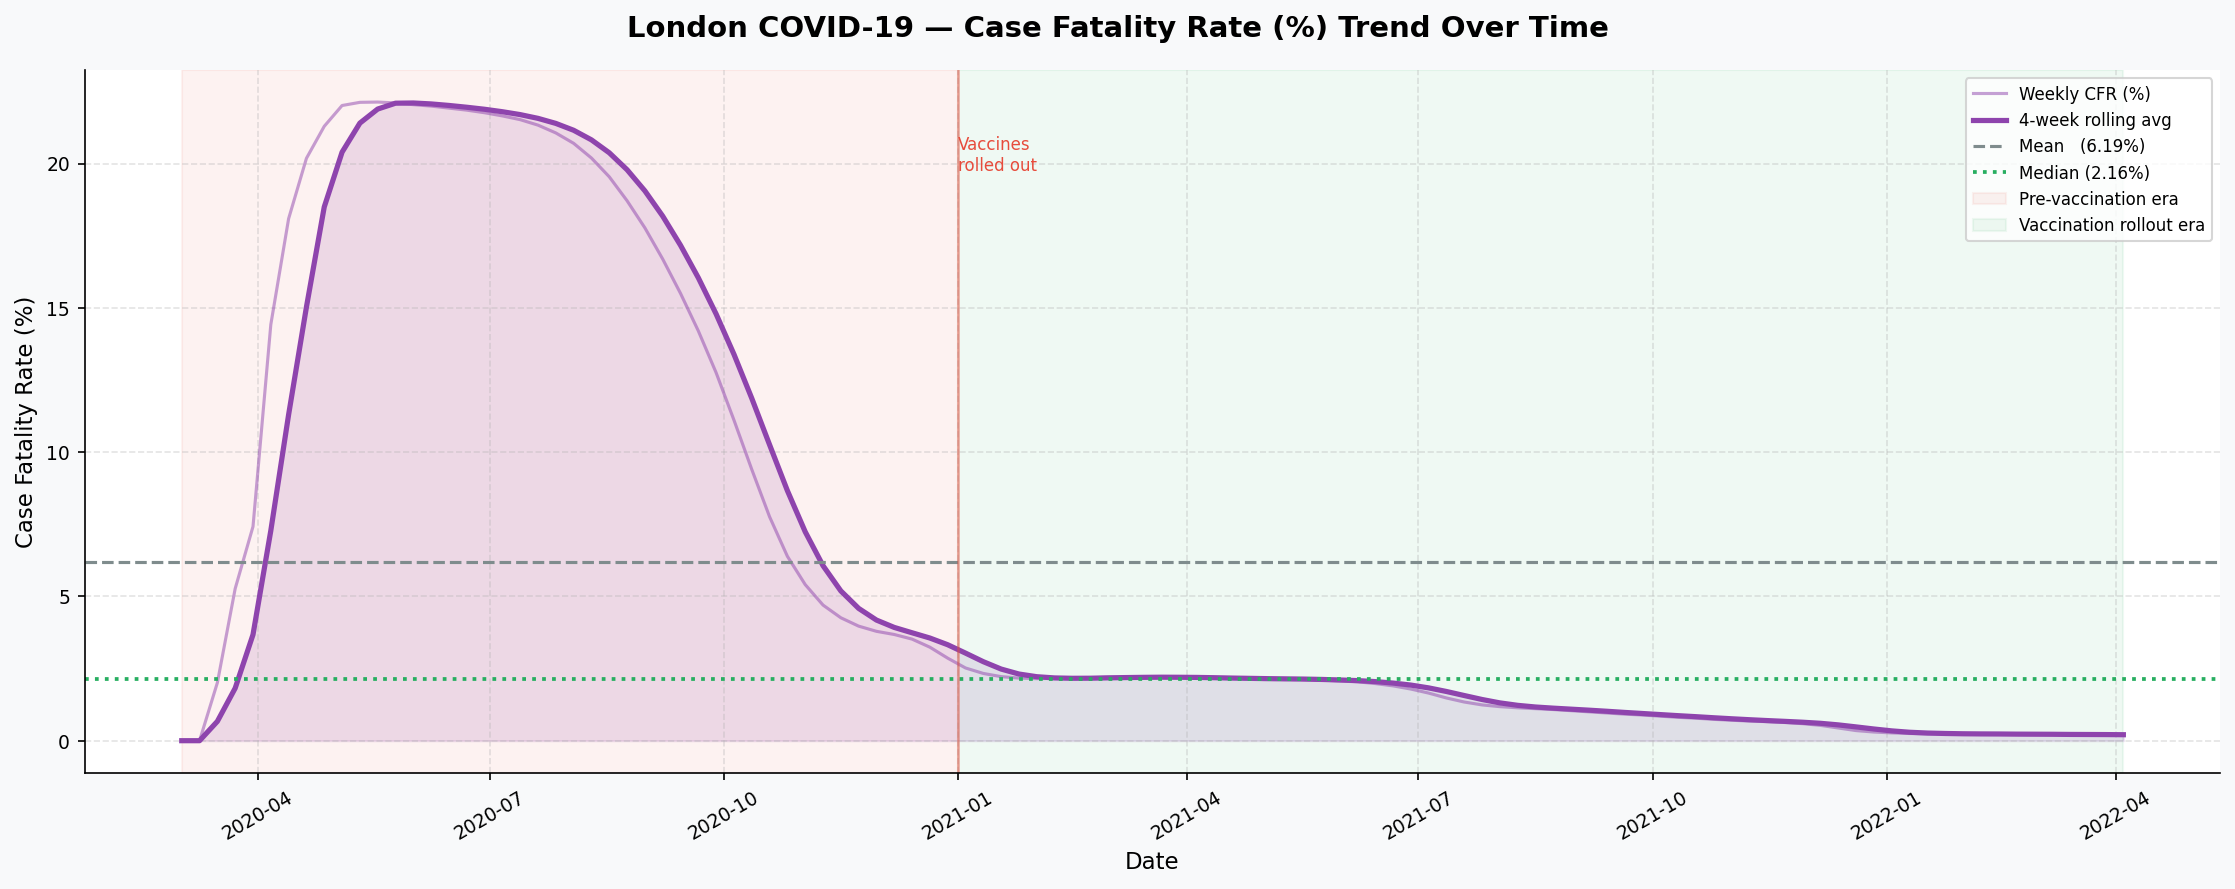 London COVID-19 — Case Fatality Rate (%) Trend Over Time
Weekly CFR (%)
4-week rolling avg
Mean (6.19%)
Median (2.16%)
Pre-vaccination era
Vaccination rollout era
Vaccines
rolled out
Case Fatality Rate (%)
20
15
10
5
0
2020-04
2020-07
2020-10
2021-01
2021-04
2021-07
2021-10
2022-01
2022-04
Date